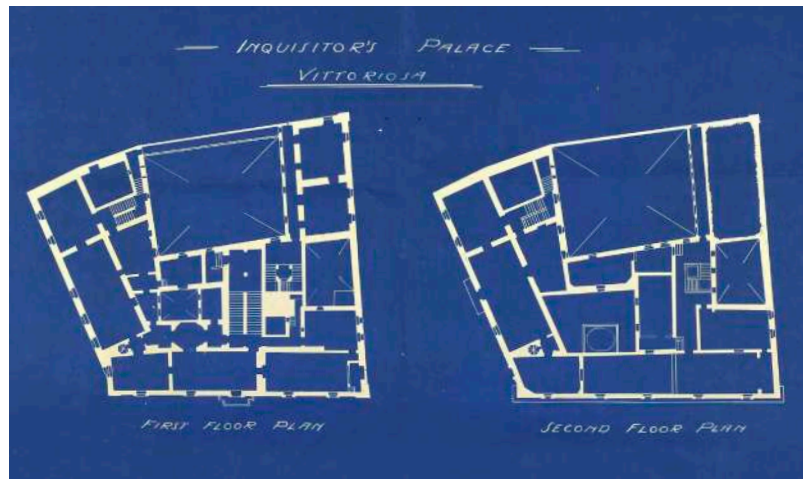 INQUISITOR'S PALACE
VITTORIOSA
FIRST FLOOR PLAN
SECOND FLOOR PLAN